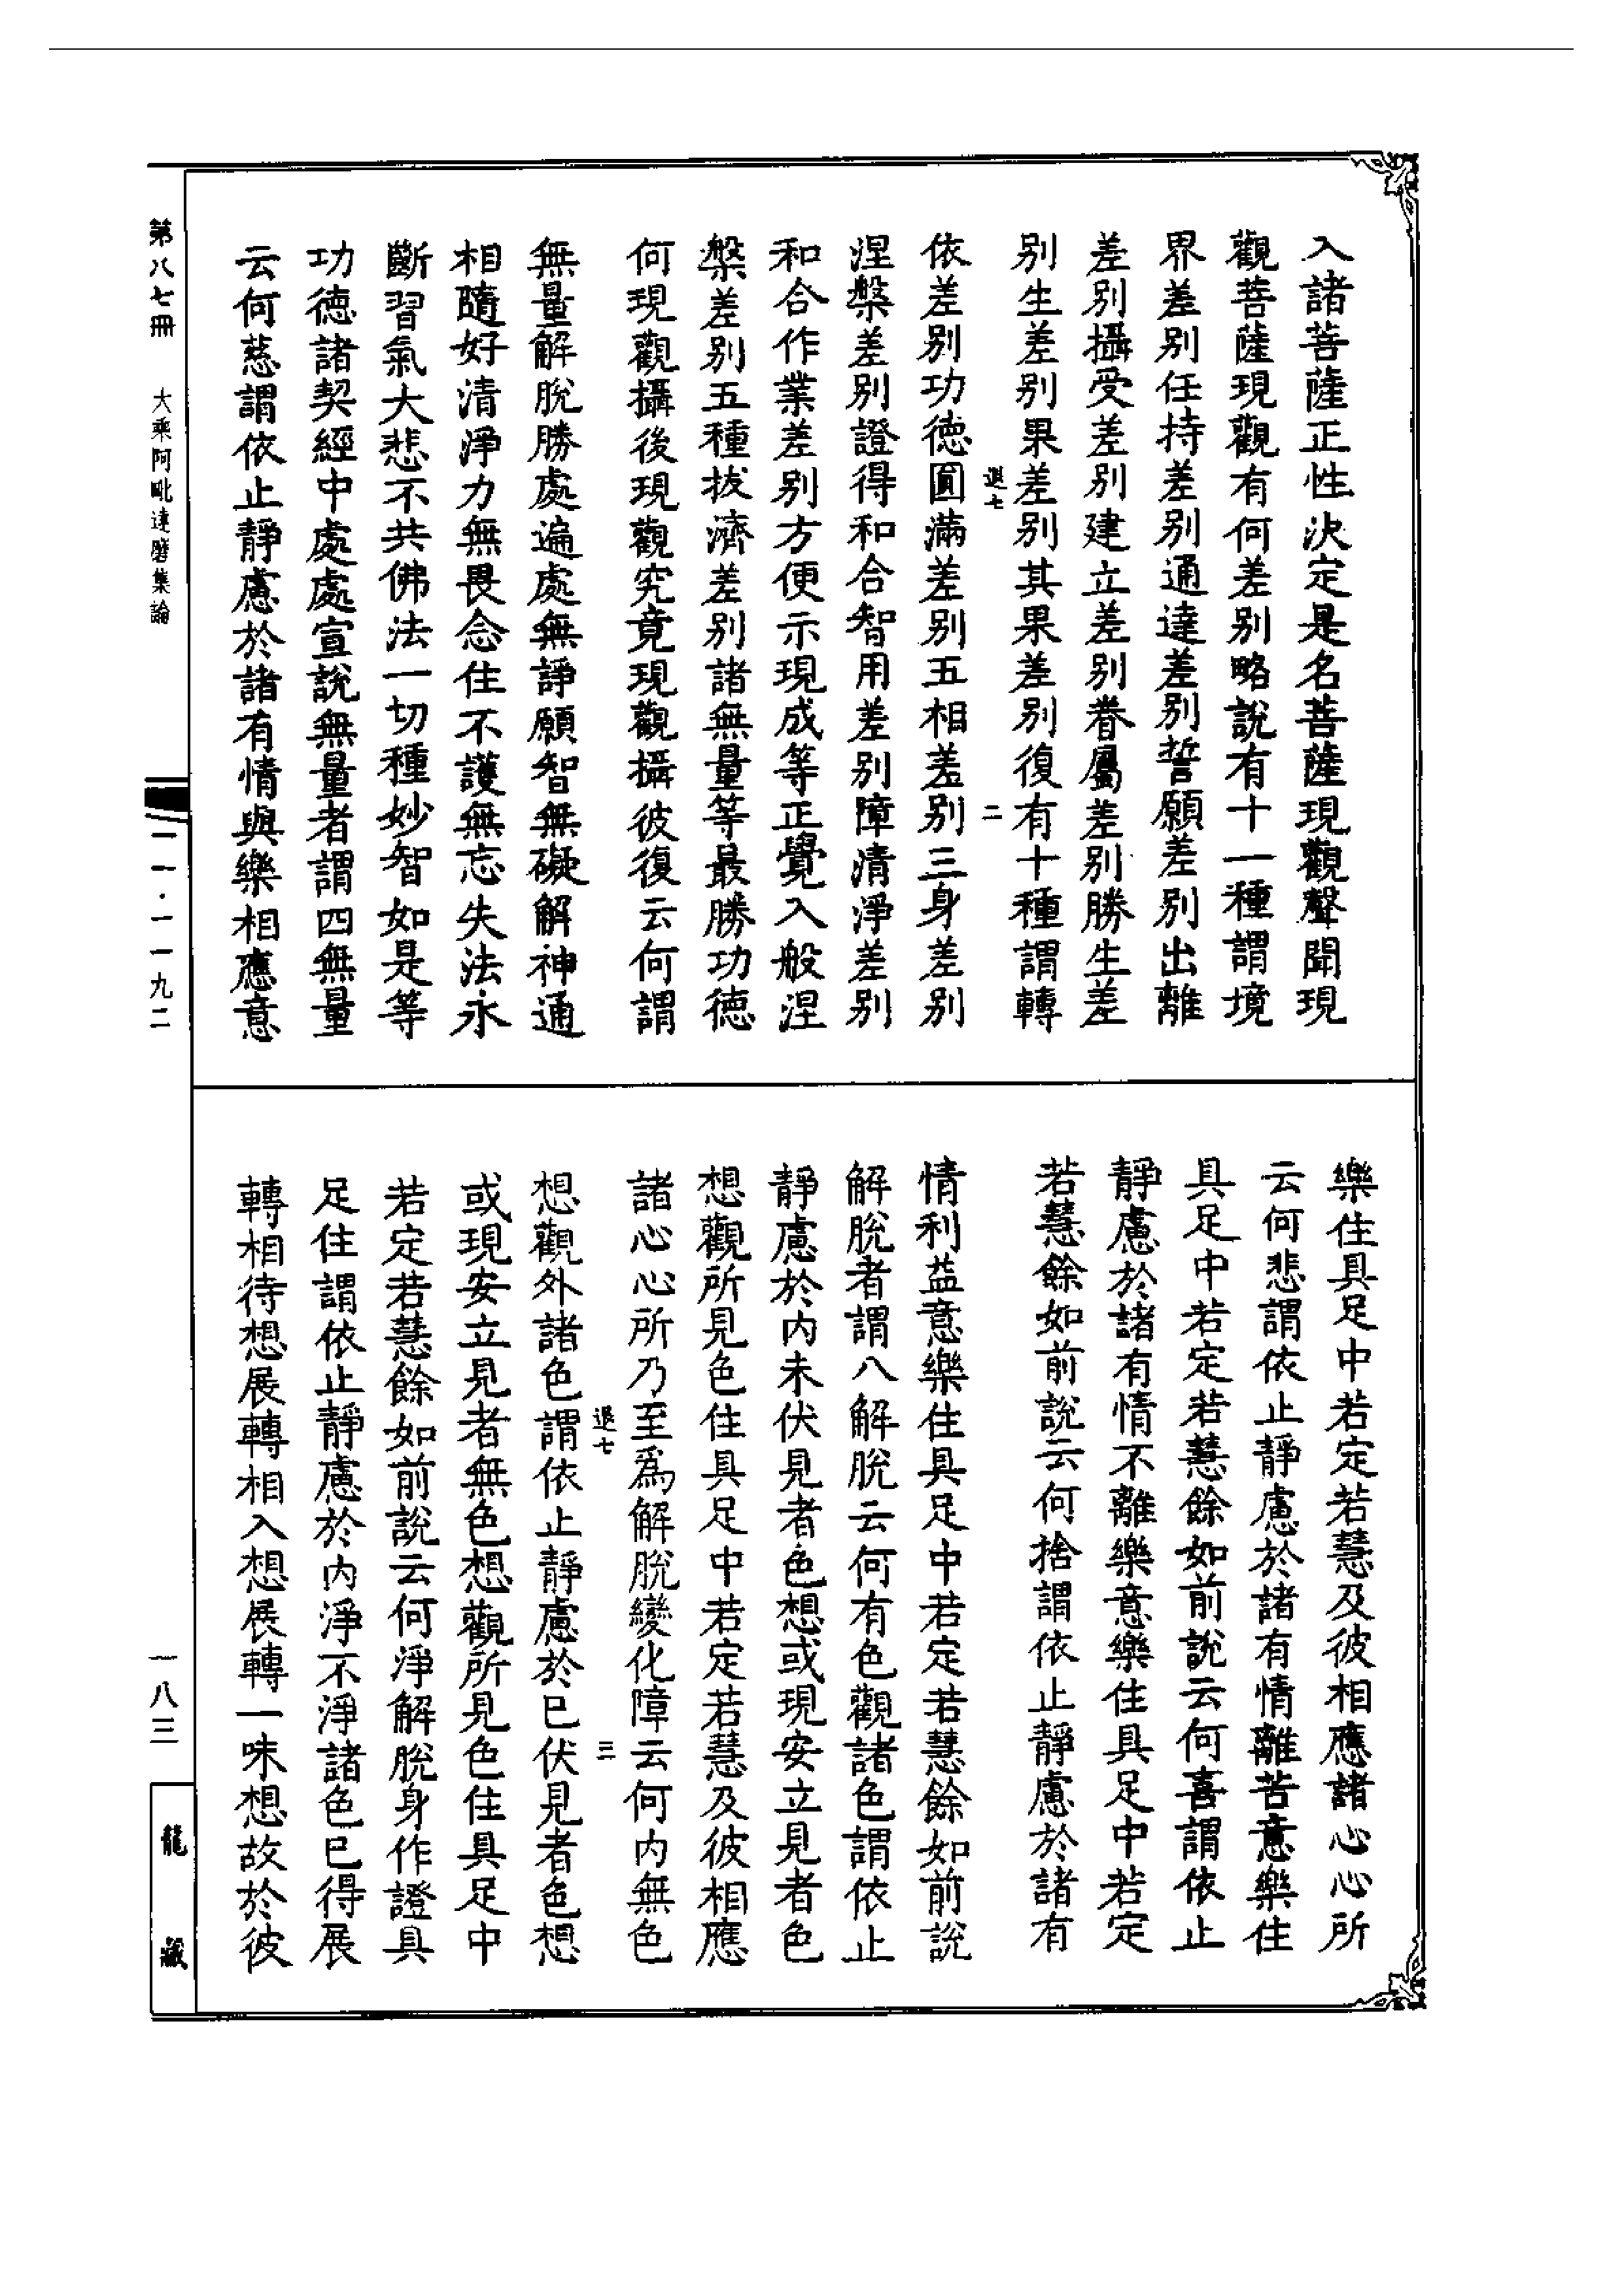 入諸菩薩正性決定是名菩薩現觀聲聞現
觀菩薩現觀有何差別略說有十一種謂境
界差別任持差別通達差別誓願差別出離
差別攝受差別建立差別眷屬差別勝生差
別生差別果差別其果差別復有十種謂轉
退七 二
依差別功德圓滿差別五相差別三身差別
涅槃差別證得和合智用差別障清淨差別
和合作業差別方便示現成等正覺入般涅
槃差別五種拔濟差別諸無量等最勝功德
何現觀攝後現觀究竟現觀攝彼復云何謂
無量解脫勝處遍處無諍願智無礙解神通
相隨好清淨力無畏念住不護無忘失法永
斷習氣大悲不共佛法一切種妙智如是等
功德諸契經中處處宣說無量者謂四無量
云何慈謂依止靜慮於諸有情與樂相應意
樂住具足中若定若慧及彼相應諸心心所
云何悲謂依止靜慮於諸有情離苦意樂住
具足中若定若慧餘如前說云何喜謂依止
靜慮於諸有情不離樂意樂住具足中若定
若慧餘如前說云何捨謂依止靜慮於諸有
情利益意樂住具足中若定若慧餘如前說
解脫者謂八解脫云何有色觀諸色謂依止
靜慮於內未伏見者色想或現安立見者色
想觀所見色住具足中若定若慧及彼相應
諸心心所乃至爲解脫變化障云何內無色
退七 三
想觀外諸色謂依止靜慮於已伏見者色想
或現安立見者無色想觀所見色住具足中
若定若慧餘如前說云何淨解脫身作證具
足住謂依止靜慮於內淨不淨諸色已得展
轉相待想展轉相入想展轉一味想故於彼
第八七冊 大乘阿毗達磨集論
一一·一一九二
一八三
龍藏